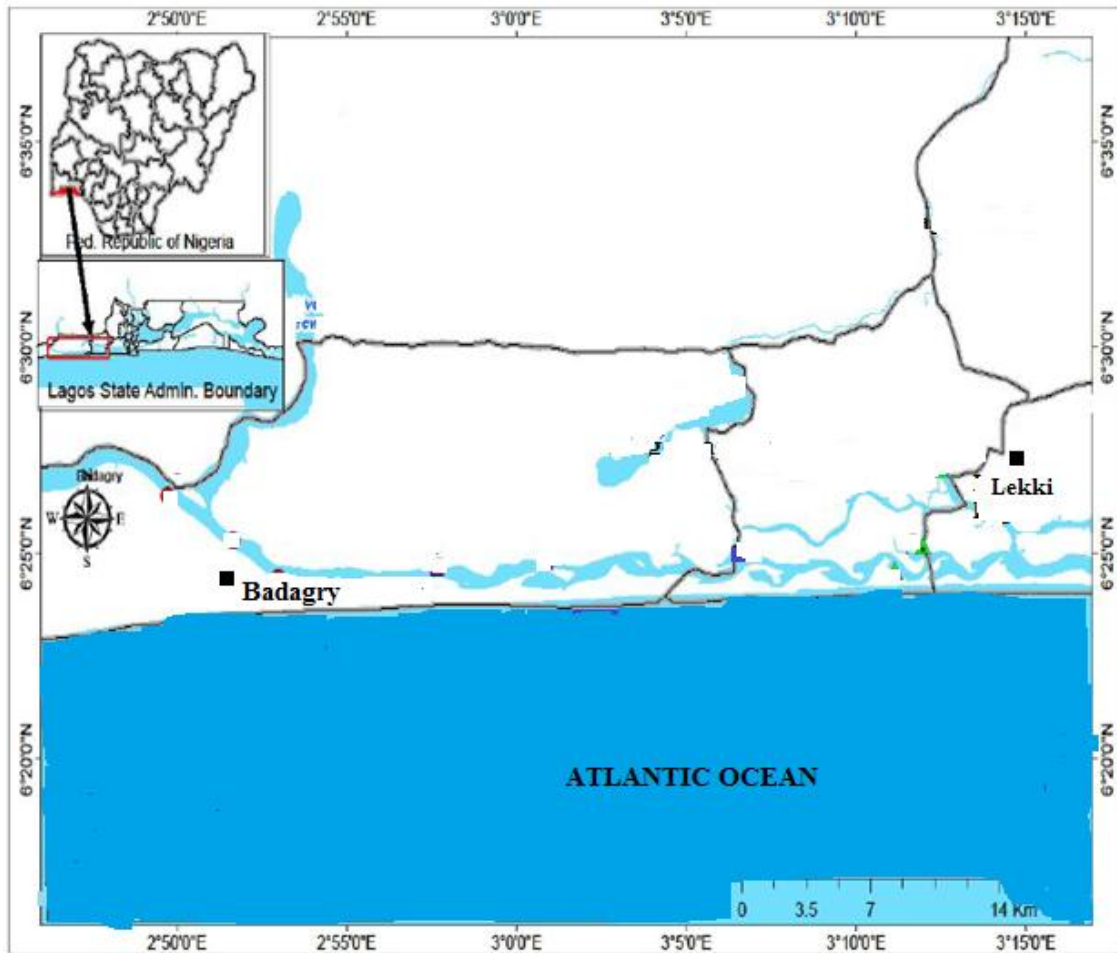 2°50'0"E 2°55'0"E 3°0'0"E 3°5'0"E 3°10'0"E 3°15'0"E
6°35'0"N
6°35'0"N
Fed. Republic of Nigeria
6°30'0"N
6°30'0"N
Lagos State Admin. Boundary
Badagry
N
W E
S
Lekki
6°25'0"N
6°25'0"N
Badagry
6°20'0"N
6°20'0"N
ATLANTIC OCEAN
0 3.5 7 14 Km
2°50'0"E 2°55'0"E 3°0'0"E 3°5'0"E 3°10'0"E 3°15'0"E